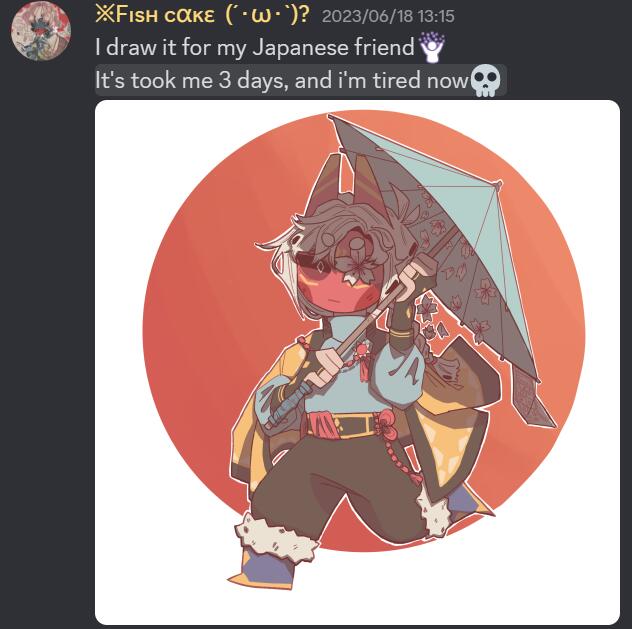 ※Fɪsʜ cακε (´・ω・`)? 2023/06/18 13:15
I draw it for my Japanese friend
It's took me 3 days, and i'm tired now💀